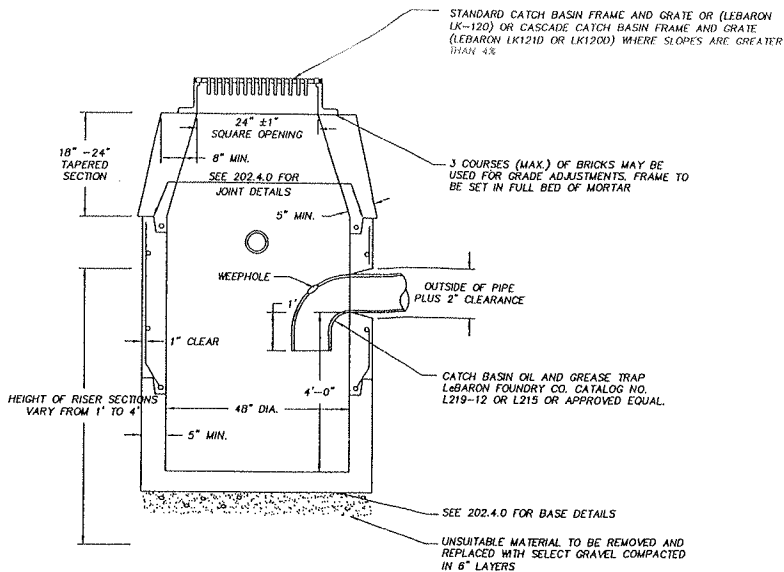 STANDARD CATCH BASIN FRAME AND GRATE OR (LEBARON
LK-120) OR CASCADE CATCH BASIN FRAME AND GRATE
(LEBARON LK121D OR LK120D) WHERE SLOPES ARE GREATER
THAN 4%
24" ±1"
SQUARE OPENING
18" -24"
TAPERED
SECTION
8" MIN.
3 COURSES (MAX.) OF BRICKS MAY BE
USED FOR GRADE ADJUSTMENTS. FRAME TO
BE SET IN FULL BED OF MORTAR
SEE 202.4.0 FOR
JOINT DETAILS
5" MIN.
WEEPHOLE
1'
OUTSIDE OF PIPE
PLUS 2" CLEARANCE
1" CLEAR
CATCH BASIN OIL AND GREASE TRAP
LeBARON FOUNDRY CO. CATALOG NO.
L219-12 OR L215 OR APPROVED EQUAL.
4'-0"
HEIGHT OF RISER SECTIONS
VARY FROM 1' TO 4'
48" DIA.
5" MIN.
SEE 202.4.0 FOR BASE DETAILS
UNSUITABLE MATERIAL TO BE REMOVED AND
REPLACED WITH SELECT GRAVEL COMPACTED
IN 6" LAYERS